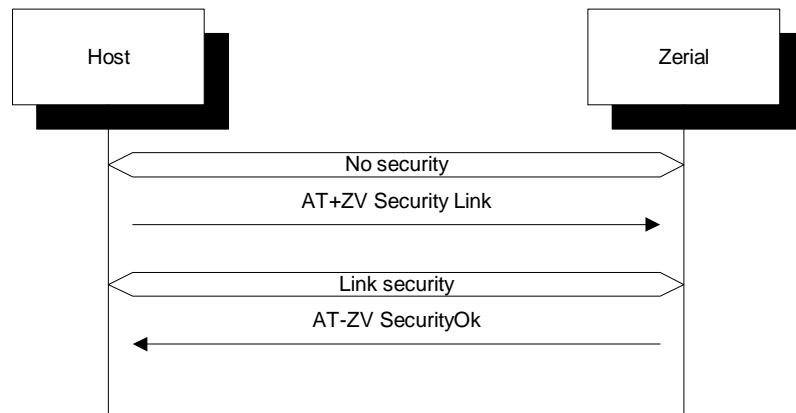 Host
Zerial
No security
AT+ZV Security Link
Link security
AT-ZV SecurityOk